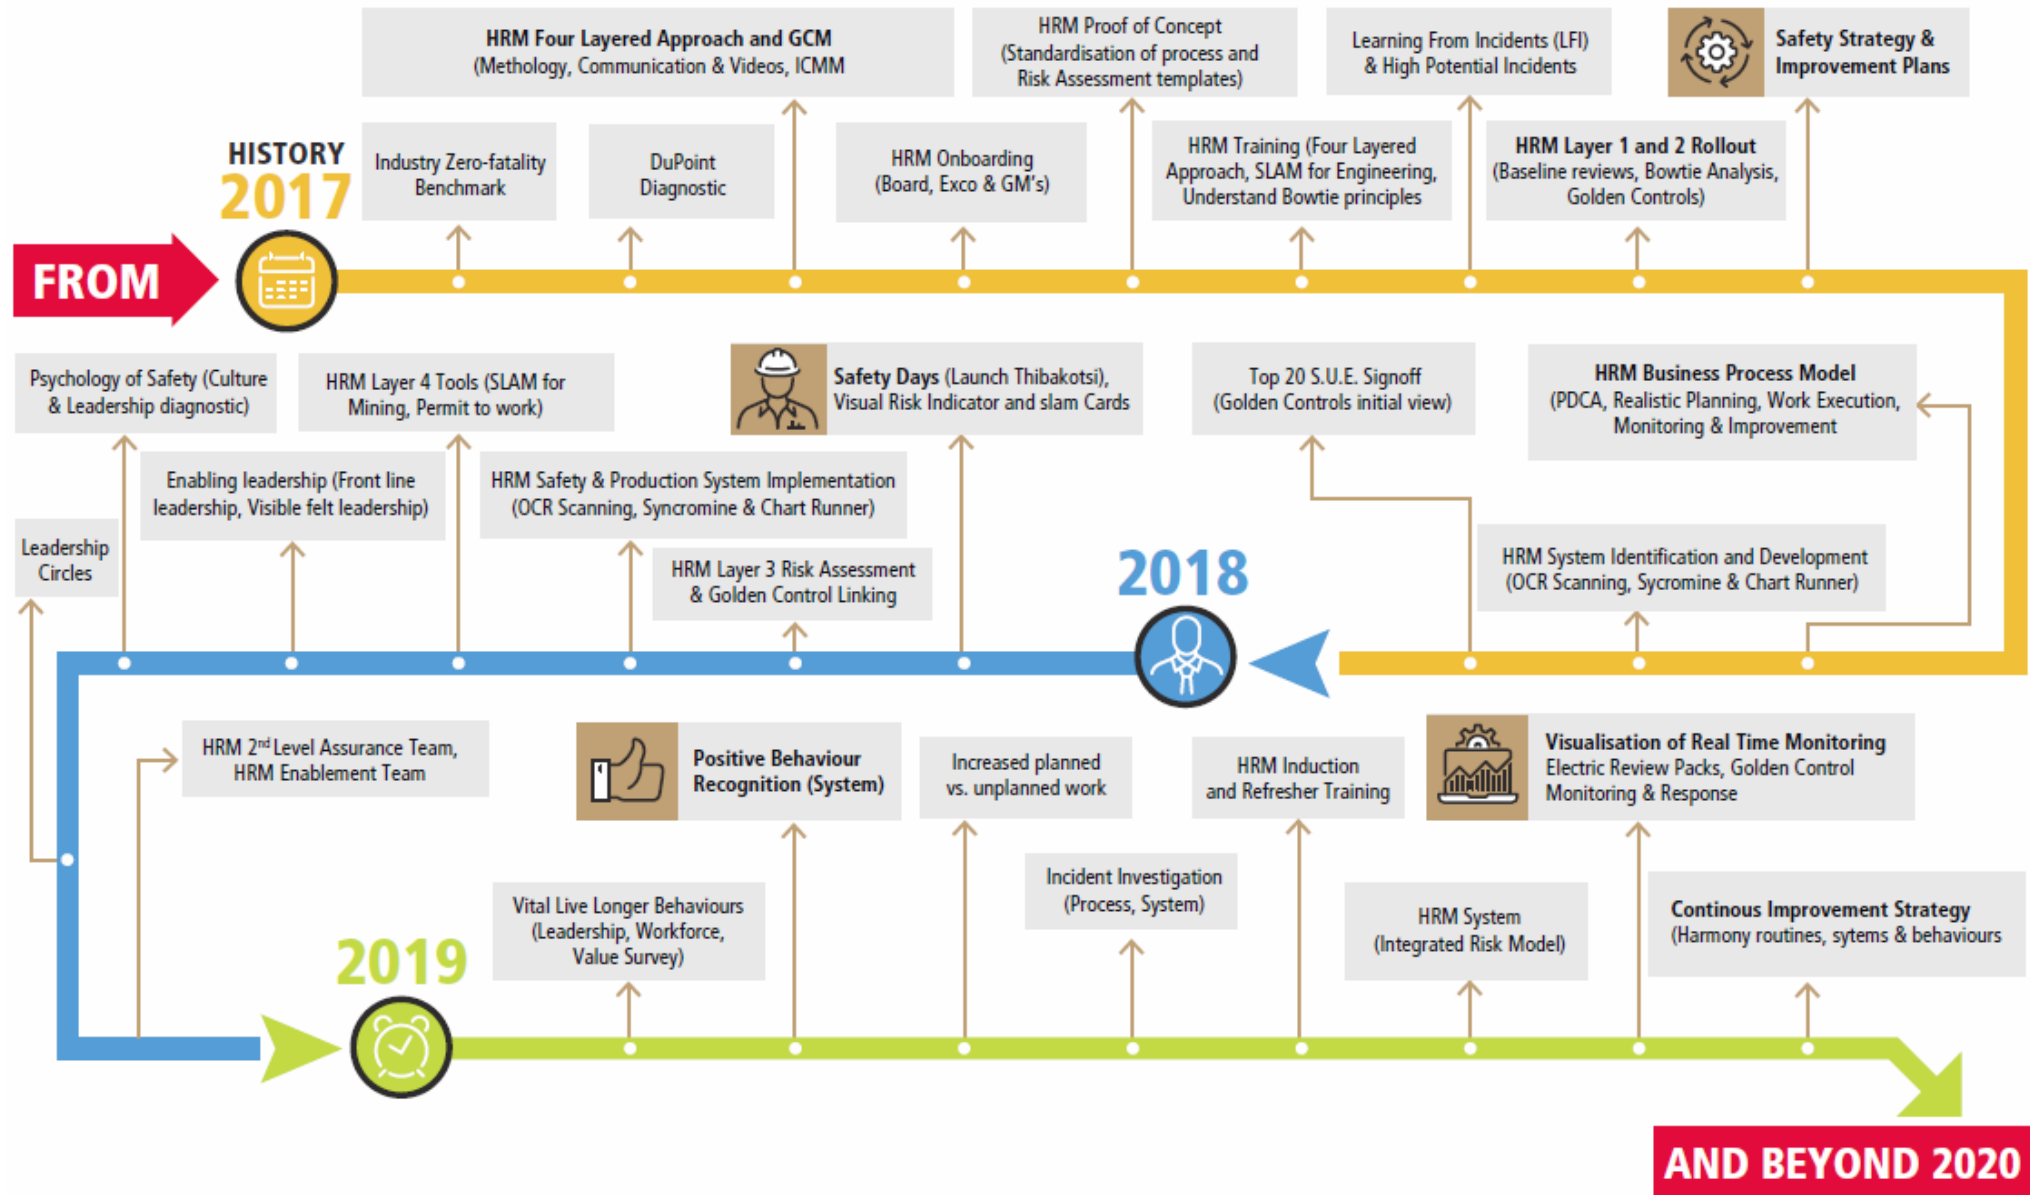 HISTORY
2017
FROM
Industry Zero-fatality
Benchmark
DuPoint
Diagnostic
HRM Four Layered Approach and GCM
(Methology, Communication & Videos, ICMM
HRM Onboarding
(Board, Exco & GM's)
HRM Proof of Concept
(Standardisation of process and
Risk Assessment templates)
HRM Training (Four Layered
Approach, SLAM for Engineering,
Understand Bowtie principles
Learning From Incidents (LFI)
& High Potential Incidents
HRM Layer 1 and 2 Rollout
(Baseline reviews, Bowtie Analysis,
Golden Controls)
Safety Strategy &
Improvement Plans
HRM Business Process Model
(PDCA, Realistic Planning, Work Execution,
Monitoring & Improvement
HRM System Identification and Development
(OCR Scanning, Sycromine & Chart Runner)
Top 20 S.U.E. Signoff
(Golden Controls initial view)
2018
Safety Days (Launch Thibakotsi),
Visual Risk Indicator and slam Cards
HRM Layer 3 Risk Assessment
& Golden Control Linking
HRM Safety & Production System Implementation
(OCR Scanning, Syncromine & Chart Runner)
HRM Layer 4 Tools (SLAM for
Mining, Permit to work)
Enabling leadership (Front line
leadership, Visible felt leadership)
Psychology of Safety (Culture
& Leadership diagnostic)
Leadership
Circles
HRM 2nd Level Assurance Team,
HRM Enablement Team
2019
Vital Live Longer Behaviours
(Leadership, Workforce,
Value Survey)
Positive Behaviour
Recognition (System)
Increased planned
vs. unplanned work
Incident Investigation
(Process, System)
HRM Induction
and Refresher Training
HRM System
(Integrated Risk Model)
Visualisation of Real Time Monitoring
Electric Review Packs, Golden Control
Monitoring & Response
Continous Improvement Strategy
(Harmony routines, sytems & behaviours
AND BEYOND 2020